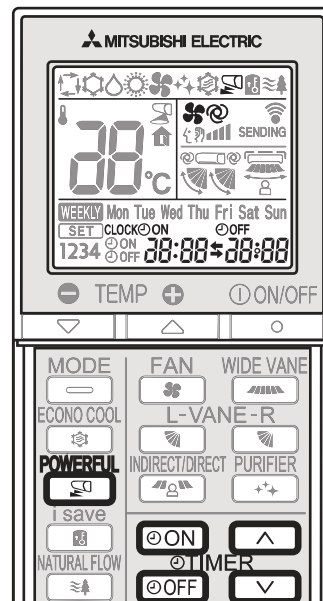 MITSUBISHI ELECTRIC
SENDING
°C
WEEKLY Mon Tue Wed Thu Fri Sat Sun
SET CLOCK ON OFF
1234 ON OFF 88:88 88:88
TEMP ON/OFF
MODE FAN WIDE VANE
ECONO COOL L-VANE-R
POWERFUL INDIRECT/DIRECT PURIFIER
i save
ON
NATURAL FLOW TIMER
OFF